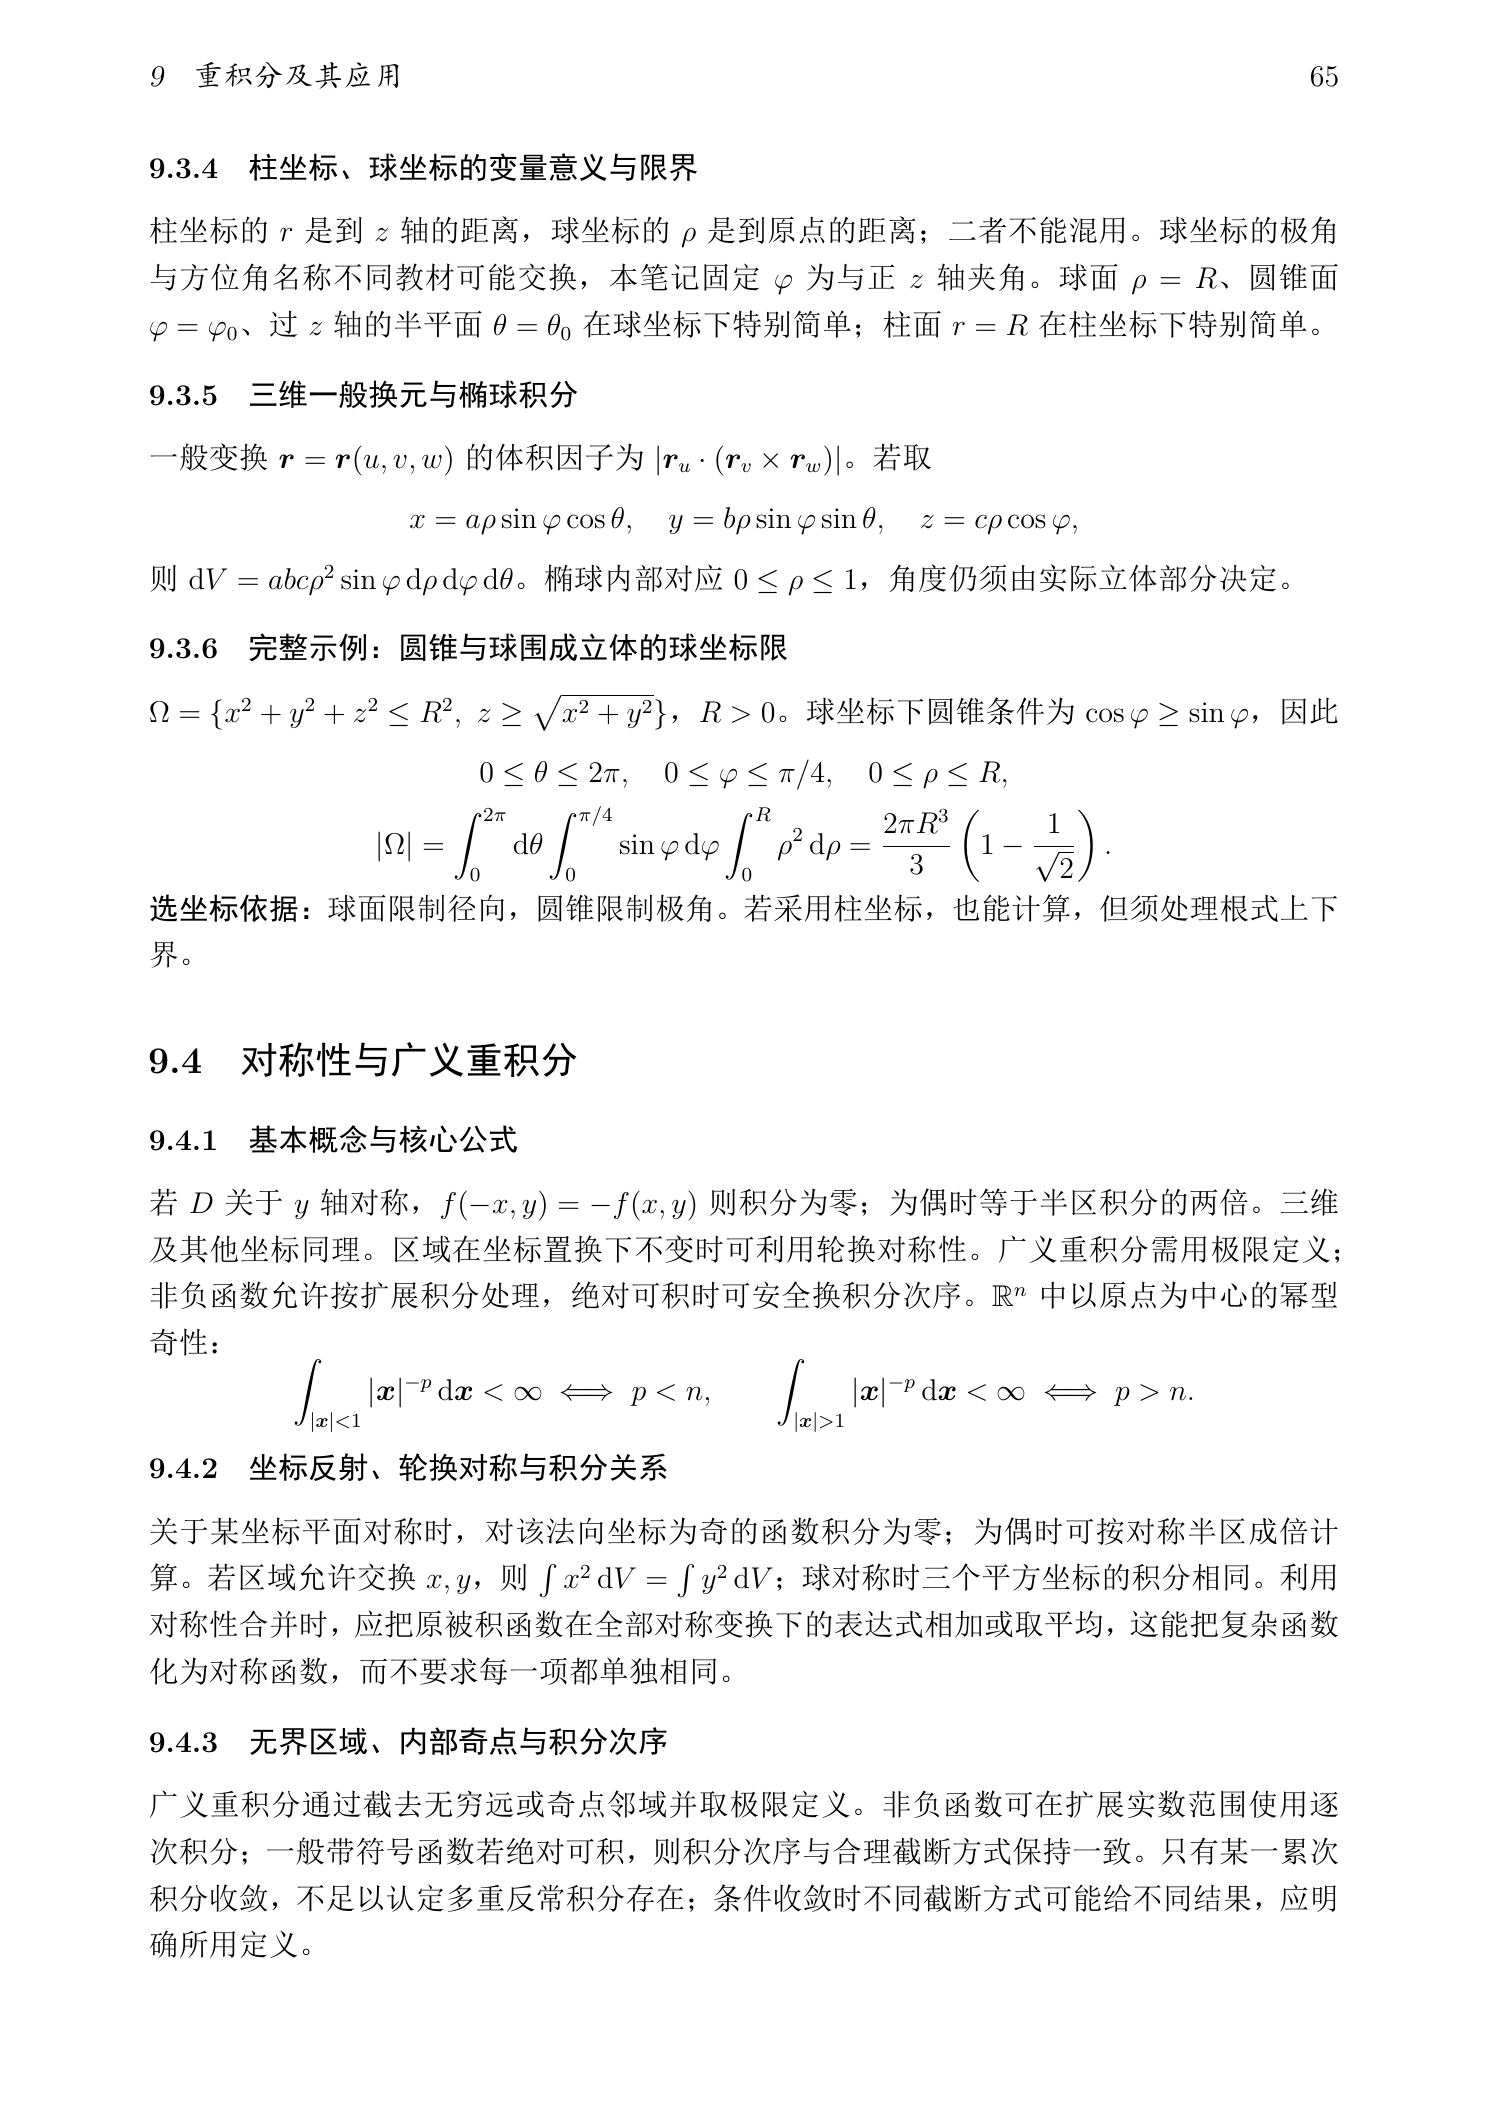 9 重积分及其应用 65
9.3.4 柱坐标、球坐标的变量意义与限界
柱坐标的 r 是到 z 轴的距离，球坐标的 ρ 是到原点的距离；二者不能混用。球坐标的极角
与方位角名称不同教材可能交换，本笔记固定 φ 为与正 z 轴夹角。球面 ρ = R、圆锥面
φ = φ₀、过 z 轴的半平面 θ = θ₀ 在球坐标下特别简单；柱面 r = R 在柱坐标下特别简单。
9.3.5 三维一般换元与椭球积分
一般变换 r = r(u, v, w) 的体积因子为 |r_u · (r_v × r_w)|。若取
x = aρ sin φ cos θ, y = bρ sin φ sin θ, z = cρ cos φ,
则 dV = abcρ² sin φ dρ dφ dθ。椭球内部对应 0 ≤ ρ ≤ 1，角度仍须由实际立体部分决定。
9.3.6 完整示例：圆锥与球围成立体的球坐标限
Ω = {x² + y² + z² ≤ R², z ≥ √(x² + y²)}，R > 0。球坐标下圆锥条件为 cos φ ≥ sin φ，因此
0 ≤ θ ≤ 2π, 0 ≤ φ ≤ π/4, 0 ≤ ρ ≤ R,
|Ω| = ∫_0^{2π} dθ ∫_0^{π/4} sin φ dφ ∫_0^R ρ² dρ = \frac{2πR³}{3} (1 − \frac{1}{√2}).
选坐标依据：球面限制径向，圆锥限制极角。若采用柱坐标，也能计算，但须处理根式上下
界。
9.4 对称性与广义重积分
9.4.1 基本概念与核心公式
若 D 关于 y 轴对称，f(−x, y) = −f(x, y) 则积分为零；为偶时等于半区积分的两倍。三维
及其他坐标同理。区域在坐标置换下不变时可利用轮换对称性。广义重积分需用极限定义；
非负函数允许按扩展积分处理，绝对可积时可安全换积分次序。ℝⁿ 中以原点为中心的幂型
奇性：
∫_{|x|<1} |x|^{−p} dx < ∞ ⟺ p < n, ∫_{|x|>1} |x|^{−p} dx < ∞ ⟺ p > n.
9.4.2 坐标反射、轮换对称与积分关系
关于某坐标平面对称时，对该法向坐标为奇的函数积分为零；为偶时可按对称半区成倍计
算。若区域允许交换 x, y，则 ∫ x² dV = ∫ y² dV；球对称时三个平方坐标的积分相同。利用
对称性合并时，应把原被积函数在全部对称变换下的表达式相加或取平均，这能把复杂函数
化为对称函数，而不要求每一项都单独相同。
9.4.3 无界区域、内部奇点与积分次序
广义重积分通过截去无穷远或奇点邻域并取极限定义。非负函数可在扩展实数范围使用逐
次积分；一般带符号函数若绝对可积，则积分次序与合理截断方式保持一致。只有某一累次
积分收敛，不足以认定多重反常积分存在；条件收敛时不同截断方式可能给不同结果，应明
确所用定义。